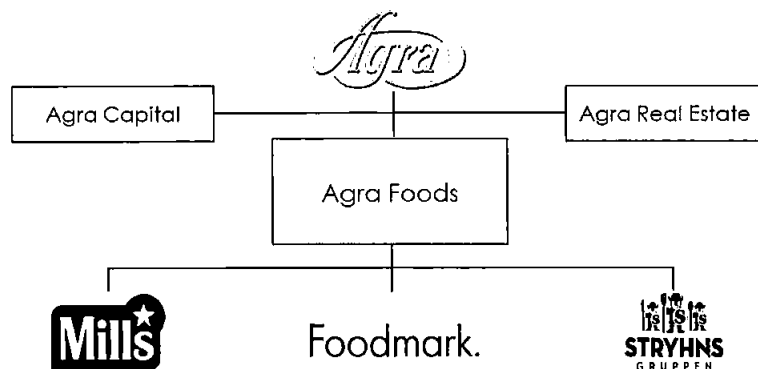 Agra
Agra Capital
Agra Real Estate
Agra Foods
Mills
Foodmark.
STRYHNS
GRUPPEN